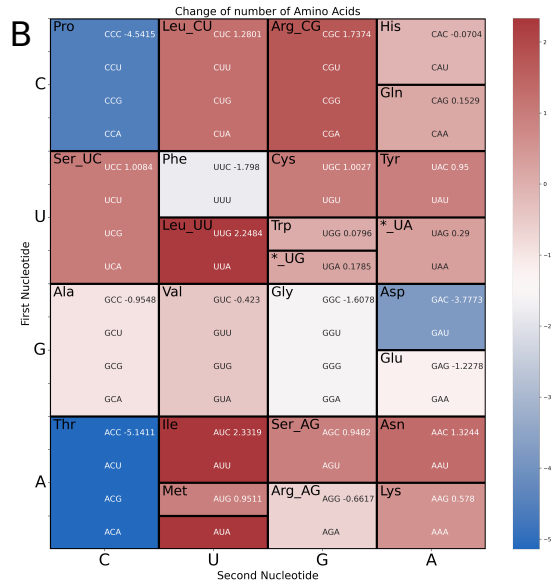 Change of number of Amino Acids
B
Pro Leu_CU Arg_CG His
CCC -4.5415 CUC 1.2801 CGC 1.7374 CAC -0.0704
CCU CUU CGU CAU
C
Gln
CCG CUG CGG CAG 0.1529
CCA CUA CGA CAA
Ser_UC Phe Cys Tyr
UCC 1.0084 UUC -1.798 UGC 1.0027 UAC 0.95
UCU UUU UGU UAU
U
Leu_UU Trp *_UA
UCG UUG 2.2484 UGG 0.0796 UAG 0.29
*_UG
UCA UUA UGA 0.1785 UAA
Ala Val Gly Asp
GCC -0.9548 GUC -0.423 GGC -1.6078 GAC -3.7773
GCU GUU GGU GAU
G
Glu
GCG GUG GGG GAG -1.2278
GCA GUA GGA GAA
Thr Ile Ser_AG Asn
ACC -5.1411 AUC 2.3319 AGC 0.9482 AAC 1.3244
ACU AUU AGU AAU
A
Met Arg_AG Lys
ACG AUG 0.9511 AGG -0.6617 AAG 0.578
ACA AUA AGA AAA
C U G A
Second Nucleotide
First Nucleotide
2
1
0
-1
-2
-3
-4
-5